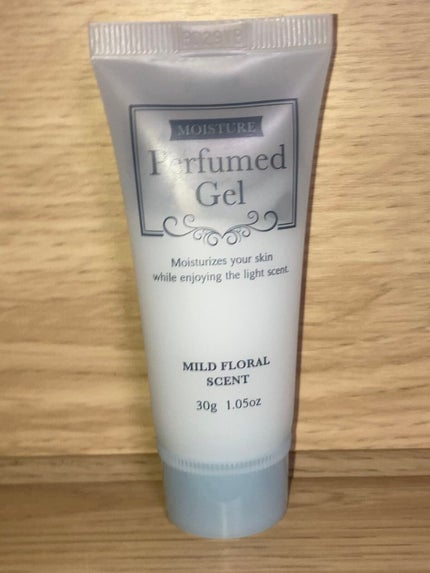 MOISTURE
Perfumed
Gel
Moisturizes your skin
while enjoying the light scent.
MILD FLORAL
SCENT
30g 1.05oz